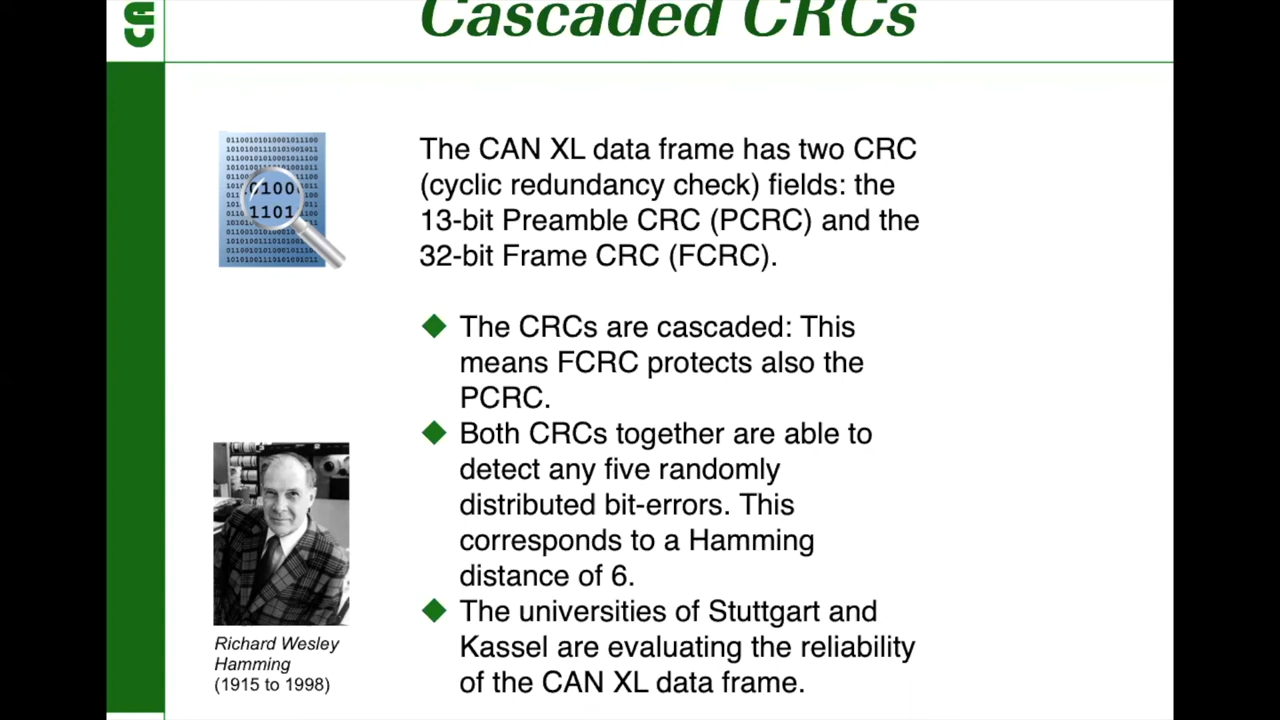 Cascaded CRCs
The CAN XL data frame has two CRC
(cyclic redundancy check) fields: the
13-bit Preamble CRC (PCRC) and the
32-bit Frame CRC (FCRC).
01100101010001011100
0100
1101
The CRCs are cascaded: This
means FCRC protects also the
PCRC.
Both CRCs together are able to
detect any five randomly
distributed bit-errors. This
corresponds to a Hamming
distance of 6.
The universities of Stuttgart and
Kassel are evaluating the reliability
of the CAN XL data frame.
Richard Wesley
Hamming
(1915 to 1998)